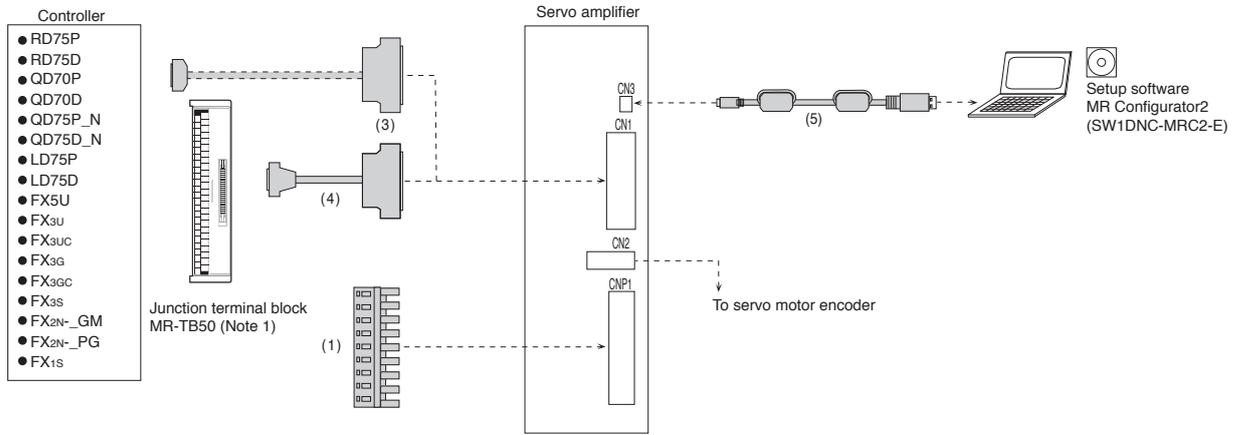 Controller
● RD75P
● RD75D
● QD70P
● QD70D
● QD75P_N
● QD75D_N
● LD75P
● LD75D
● FX5U
● FX3U
● FX3UC
● FX3G
● FX3GC
● FX3S
● FX2N-_GM
● FX2N-_PG
● FX1S
Junction terminal block
MR-TB50 (Note 1)
(3)
(4)
(1)
Servo amplifier
CN3
CN1
CN2
CNP1
To servo motor encoder
(5)
Setup software
MR Configurator2
(SW1DNC-MRC2-E)